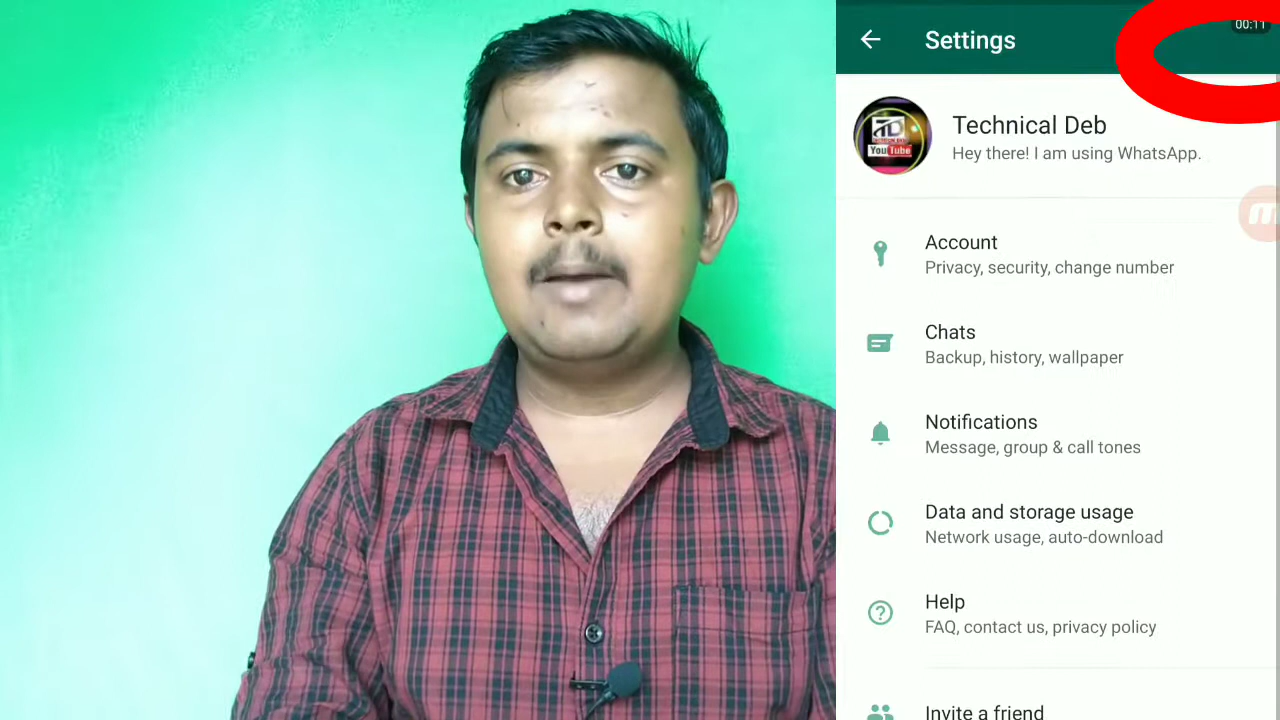 00:11
Settings
Technical Deb
Hey there! I am using WhatsApp.
TD
YouTube
Account
Privacy, security, change number
Chats
Backup, history, wallpaper
Notifications
Message, group & call tones
Data and storage usage
Network usage, auto-download
Help
FAQ, contact us, privacy policy
Invite a friend